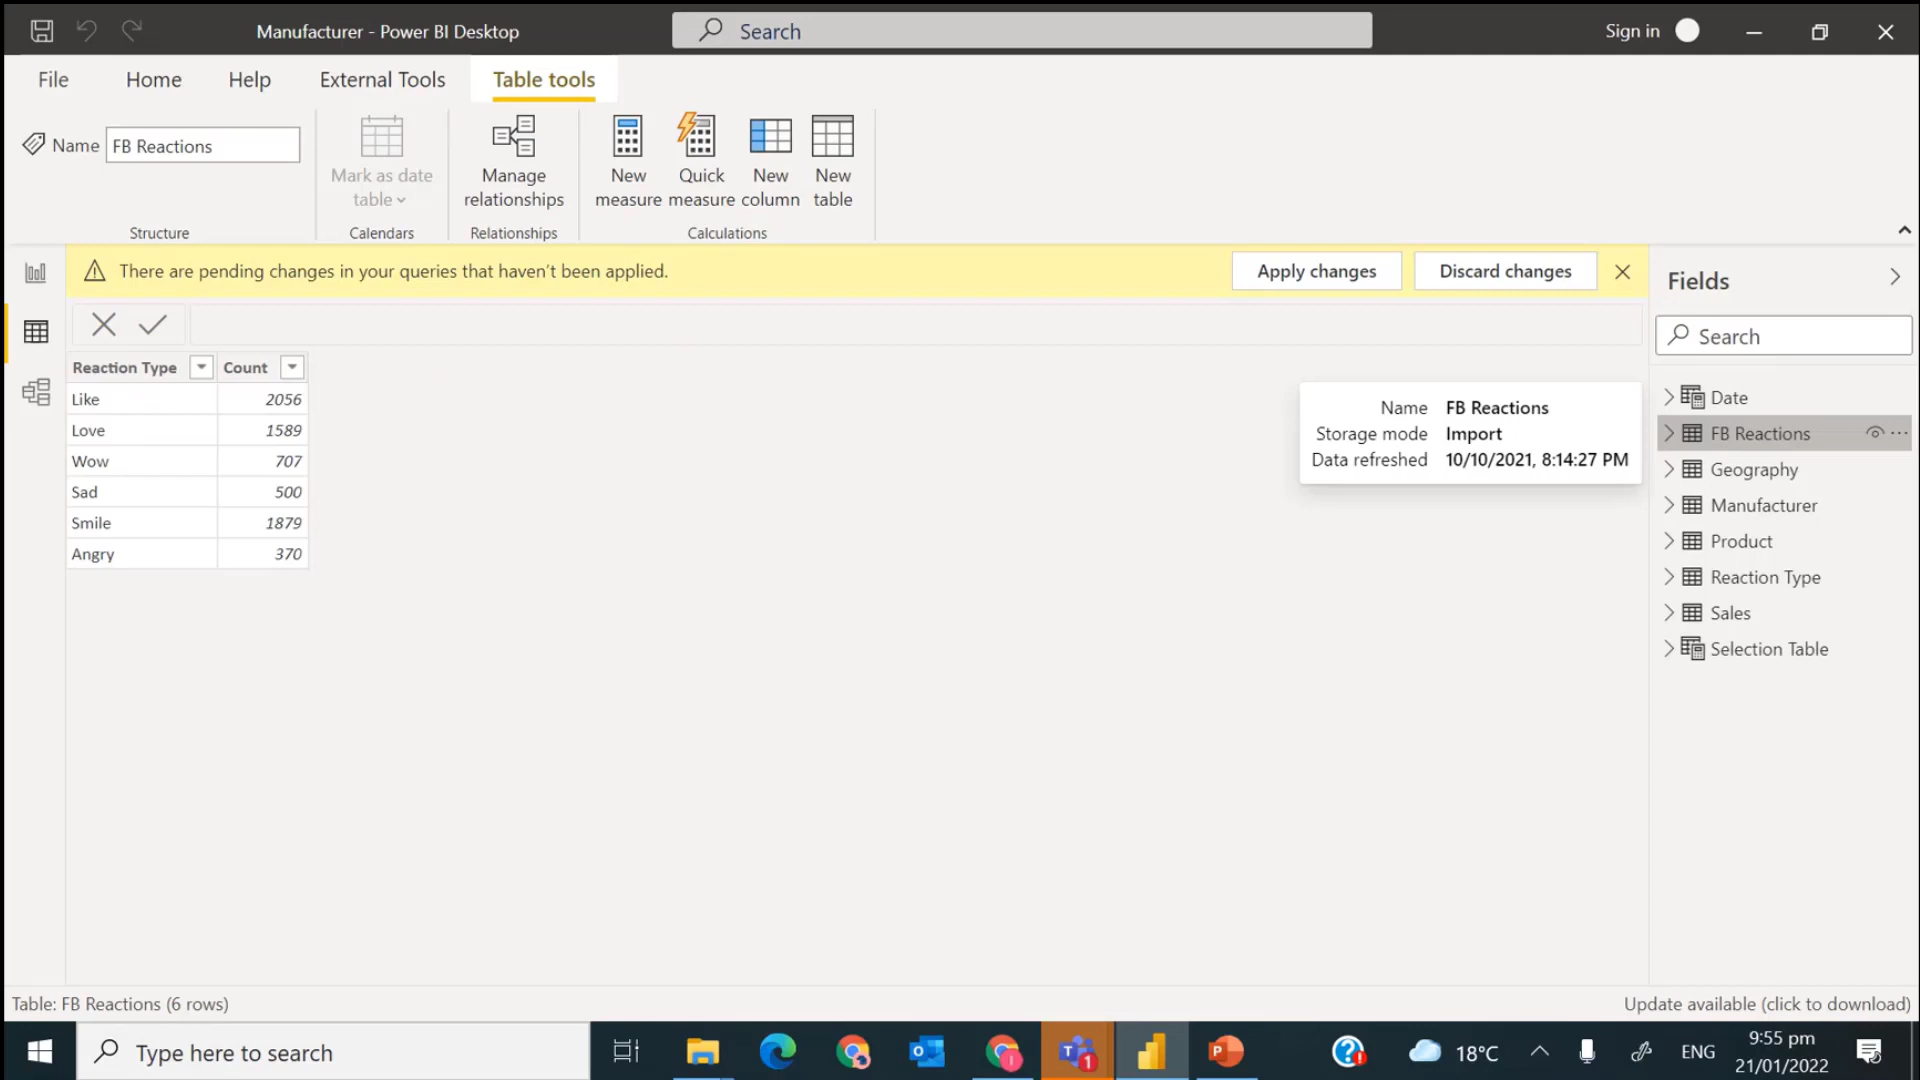 Manufacturer - Power BI Desktop
Search
Sign in
File
Home
Help
External Tools
Table tools
Name
FB Reactions
Mark as date
table
Manage
relationships
New
measure
Quick
measure
New
column
New
table
Structure
Calendars
Relationships
Calculations
There are pending changes in your queries that haven't been applied.
Apply changes
Discard changes
Fields
Search
Reaction Type
Count
Like 2056
Love 1589
Wow 707
Sad 500
Smile 1879
Angry 370
Name FB Reactions
Storage mode Import
Data refreshed 10/10/2021, 8:14:27 PM
Date
FB Reactions
Geography
Manufacturer
Product
Reaction Type
Sales
Selection Table
Table: FB Reactions (6 rows)
Update available (click to download)
Type here to search
18°C
ENG
9:55 pm
21/01/2022